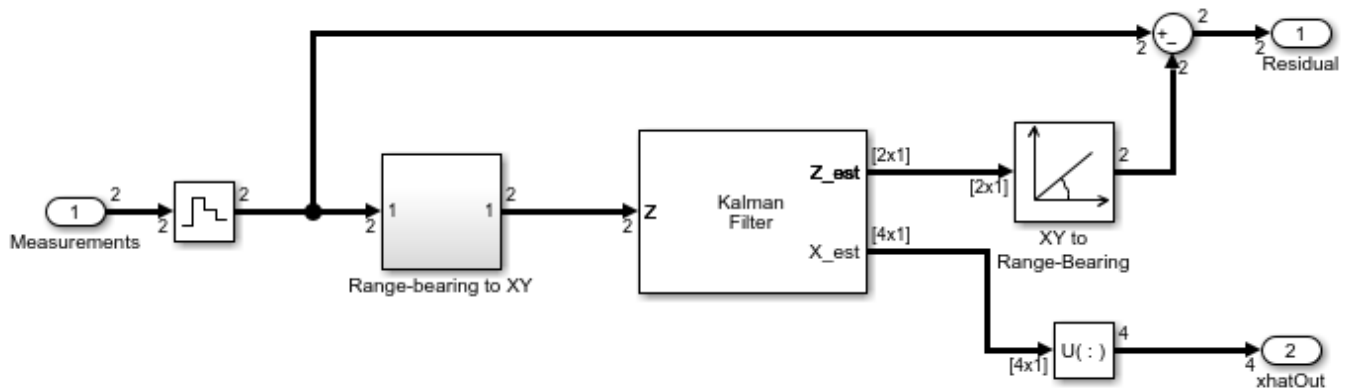 2
2
+
-
2
2
1
Residual
2
1
Measurements
2
2
2
1
1
2
2
Range-bearing to XY
2
Z
Kalman
Filter
Z_est
X_est
[2x1]
[4x1]
[2x1]
2
XY to
Range-Bearing
[4x1]
U( : )
4
4
2
xhatOut